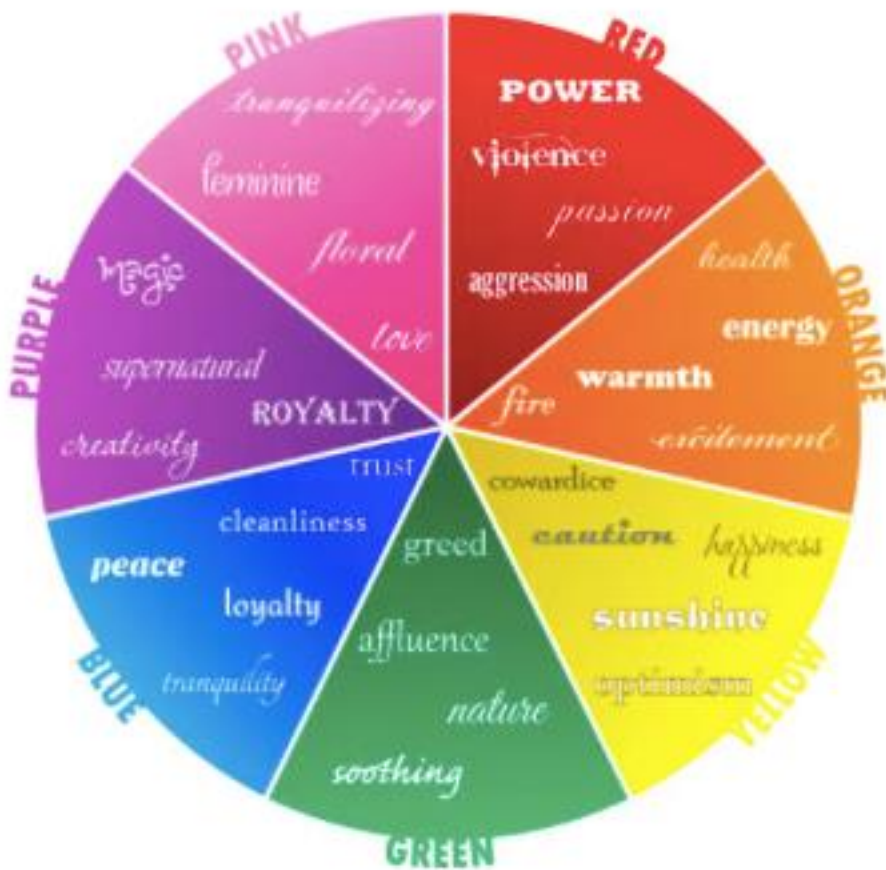 PINK
tranquilizing
feminine
floral
love
RED
POWER
violence
passion
aggression
ORANGE
health
energy
warmth
fire
excitement
YELLOW
cowardice
caution
happiness
sunshine
optimism
GREEN
greed
affluence
nature
soothing
BLUE
trust
cleanliness
peace
loyalty
tranquility
PURPLE
magic
supernatural
ROYALTY
creativity